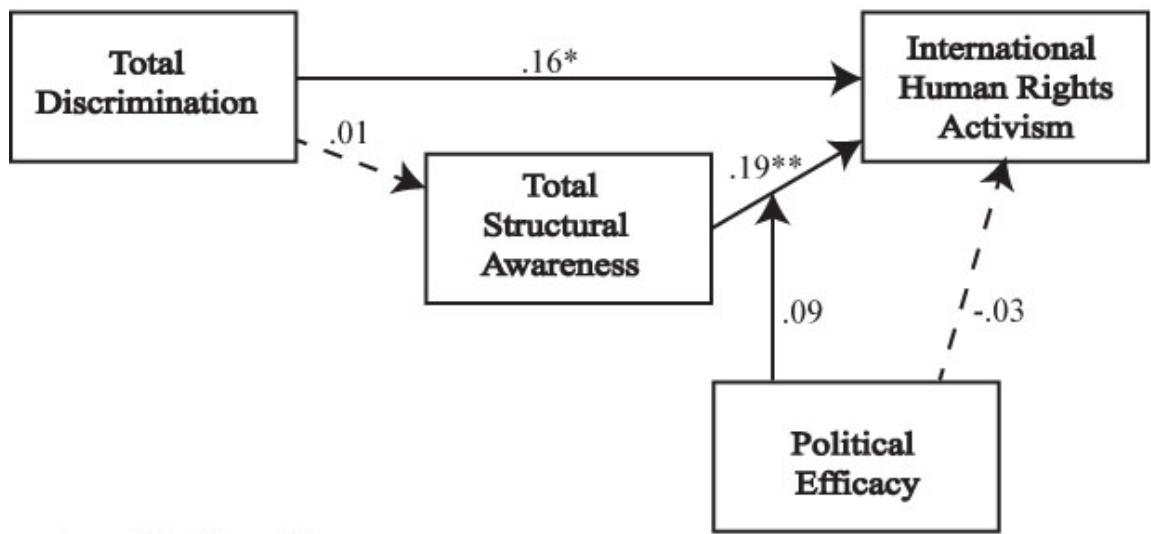 Total
Discrimination
.16*
International
Human Rights
Activism
.01
Total
Structural
Awareness
.19**
.09
-.03
Political
Efficacy